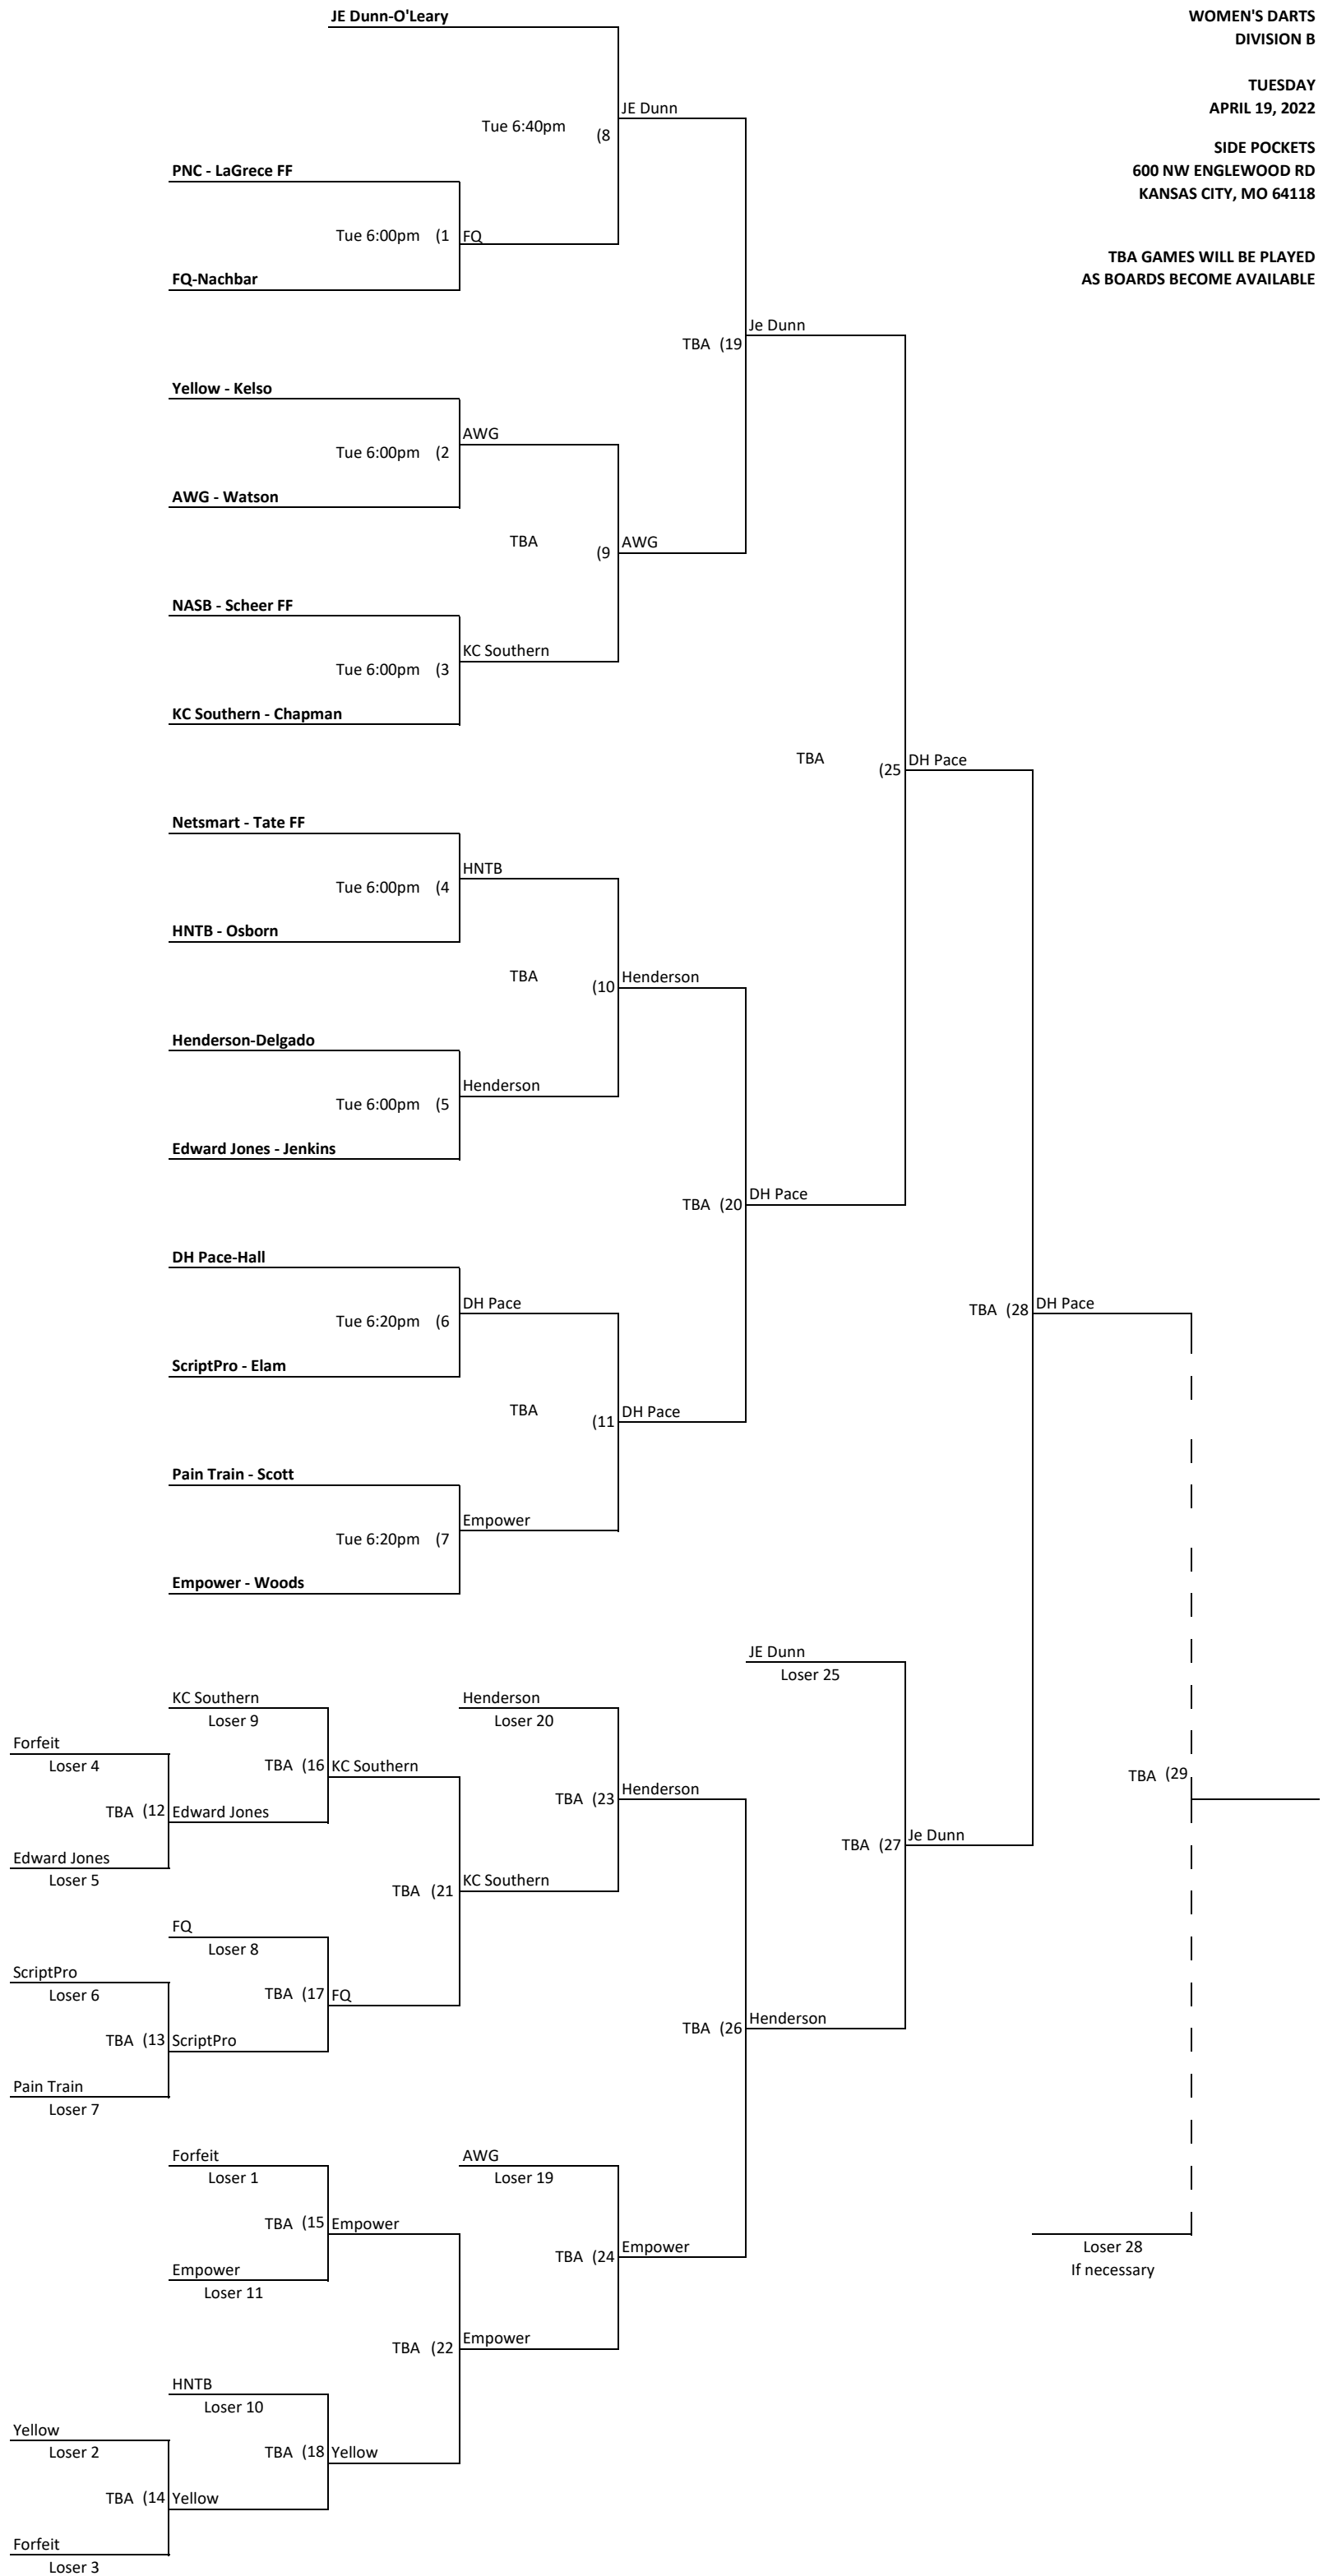 JE Dunn-O'Leary
WOMEN'S DARTS
DIVISION B
TUESDAY
APRIL 19, 2022
SIDE POCKETS
600 NW ENGLEWOOD RD
KANSAS CITY, MO 64118
TBA GAMES WILL BE PLAYED
AS BOARDS BECOME AVAILABLE
JE Dunn
Tue 6:40pm (8
PNC - LaGrece FF
Tue 6:00pm (1 FQ
FQ-Nachbar
Je Dunn
TBA (19
Yellow - Kelso
AWG
Tue 6:00pm (2
AWG - Watson
TBA (9 AWG
NASB - Scheer FF
KC Southern
Tue 6:00pm (3
KC Southern - Chapman
TBA (25 DH Pace
Netsmart - Tate FF
HNTB
Tue 6:00pm (4
HNTB - Osborn
TBA (10 Henderson
Henderson-Delgado
Henderson
Tue 6:00pm (5
Edward Jones - Jenkins
TBA (20 DH Pace
DH Pace-Hall
DH Pace
Tue 6:20pm (6
TBA (28 DH Pace
ScriptPro - Elam
TBA (11 DH Pace
Pain Train - Scott
Empower
Tue 6:20pm (7
Empower - Woods
JE Dunn
Loser 25
KC Southern
Loser 9
Henderson
Loser 20
Forfeit
Loser 4
TBA (16 KC Southern
TBA (29
TBA (23 Henderson
TBA (12 Edward Jones
TBA (27 Je Dunn
Edward Jones
Loser 5
TBA (21 KC Southern
FQ
Loser 8
ScriptPro
Loser 6
TBA (17 FQ
TBA (26 Henderson
TBA (13 ScriptPro
Pain Train
Loser 7
Forfeit
Loser 1
AWG
Loser 19
TBA (15 Empower
TBA (24 Empower
Loser 28
If necessary
Empower
Loser 11
TBA (22 Empower
HNTB
Loser 10
Yellow
Loser 2
TBA (18 Yellow
TBA (14 Yellow
Forfeit
Loser 3